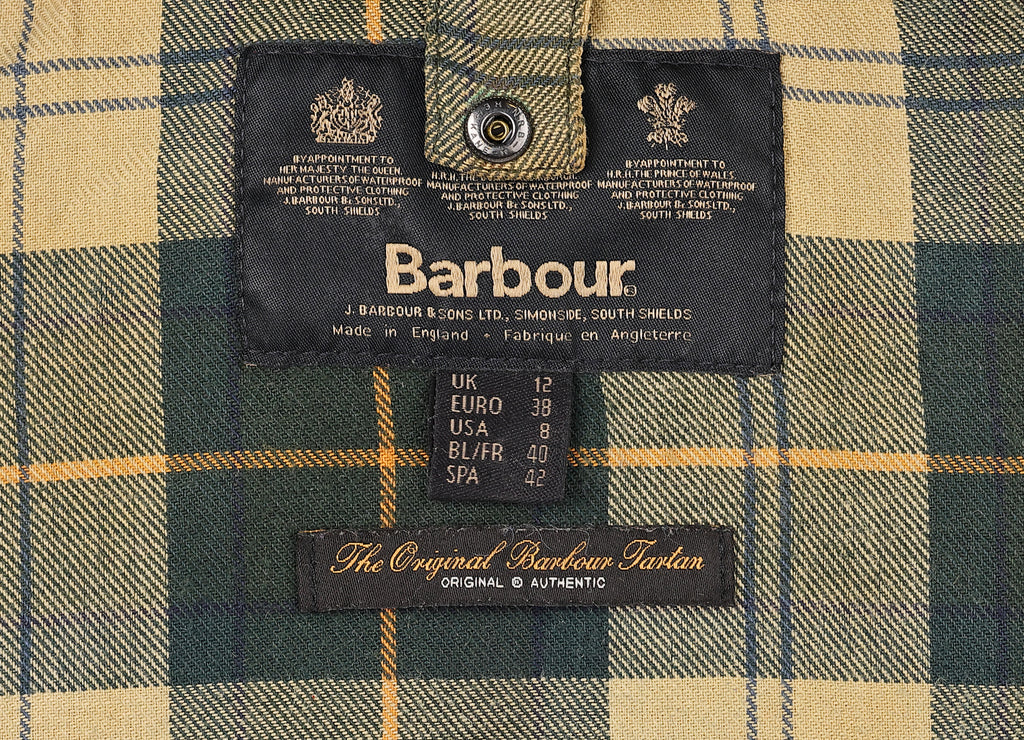 BY APPOINTMENT TO
HER MAJESTY THE QUEEN.
MANUFACTURERS OF WATERPROOF
AND PROTECTIVE CLOTHING
J. BARBOUR & SONS LTD.,
SOUTH SHIELDS
H.R.H. THE
MANUFACTURERS OF WATERPROOF
AND PROTECTIVE CLOTHING
J. BARBOUR & SONS LTD.,
SOUTH SHIELDS
BY APPOINTMENT TO
H.R.H. THE PRINCE OF WALES.
MANUFACTURERS OF WATERPROOF
AND PROTECTIVE CLOTHING
J. BARBOUR & SONS LTD.,
SOUTH SHIELDS
Barbour®
J. BARBOUR & SONS LTD., SIMONSIDE, SOUTH SHIELDS
Made in England + Fabrique en Angleterre
UK 12
EURO 38
USA 8
BL/FR 40
SPA 42
The Original Barbour Tartan
ORIGINAL ® AUTHENTIC